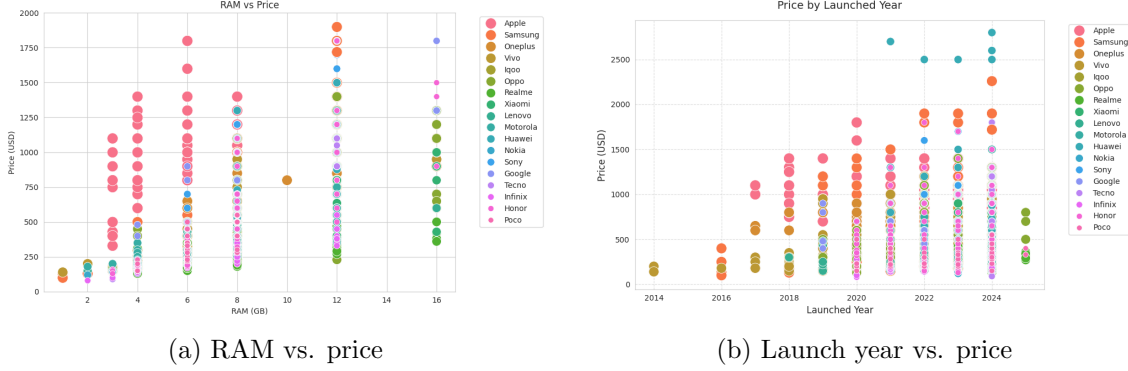 RAM vs Price
2000
1750
1500
1250
1000
750
500
250
0
Price (USD)
2 4 6 8 10 12 14 16
RAM (GB)
Apple
Samsung
Oneplus
Vivo
Iqoo
Oppo
Realme
Xiaomi
Lenovo
Motorola
Huawei
Nokia
Sony
Google
Tecno
Infinix
Honor
Poco
(a) RAM vs. price
Price by Launched Year
2500
2000
1500
1000
500
0
Price (USD)
2014 2016 2018 2020 2022 2024
Launched Year
Apple
Samsung
Oneplus
Vivo
Iqoo
Oppo
Realme
Xiaomi
Lenovo
Motorola
Huawei
Nokia
Sony
Google
Tecno
Infinix
Honor
Poco
(b) Launch year vs. price